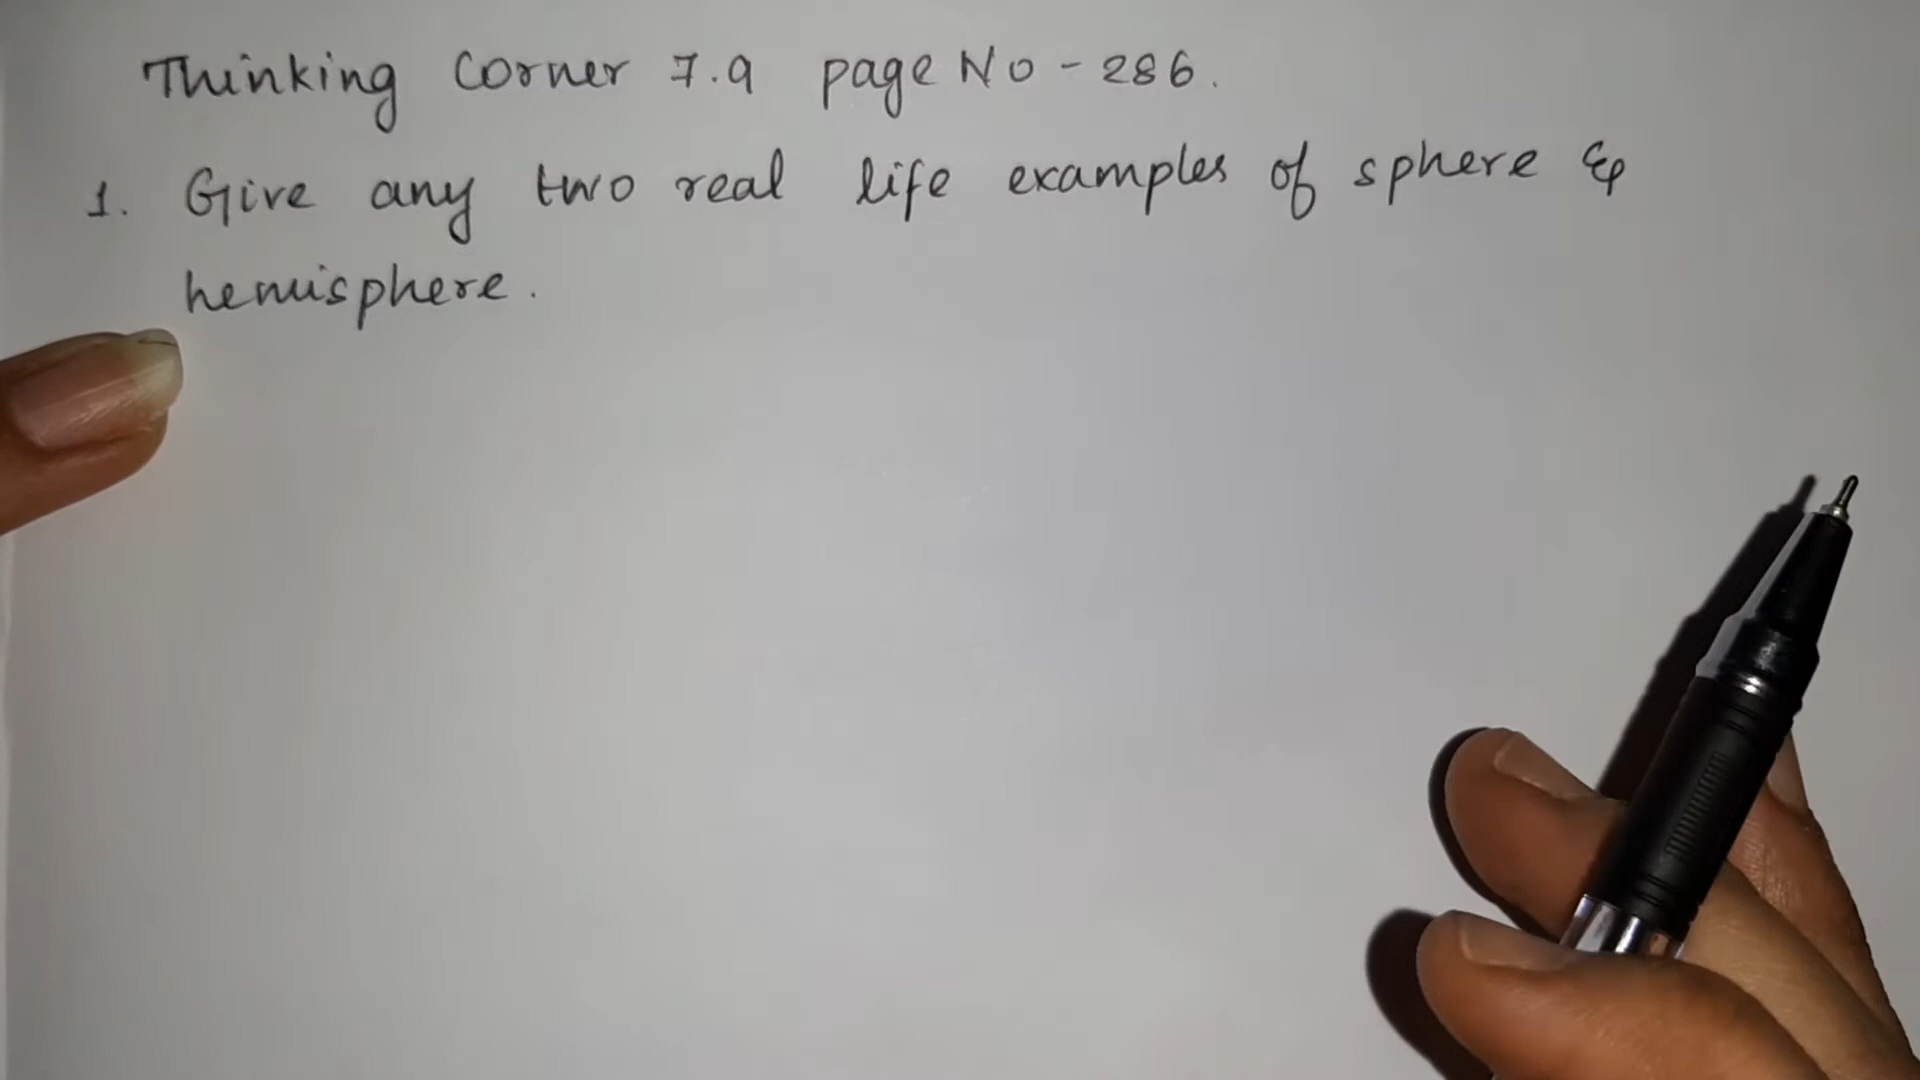 Thinking Corner 7.9 page No - 286.
1. Give any two real life examples of sphere &
hemisphere.